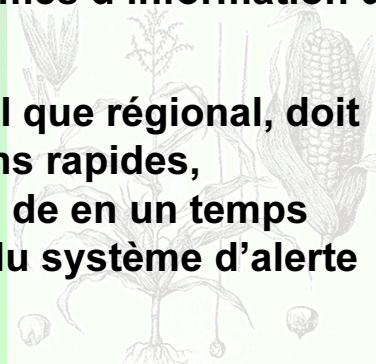 mes d’information d
l que régional, doit
ns rapides,
de en un temps
du système d’alerte